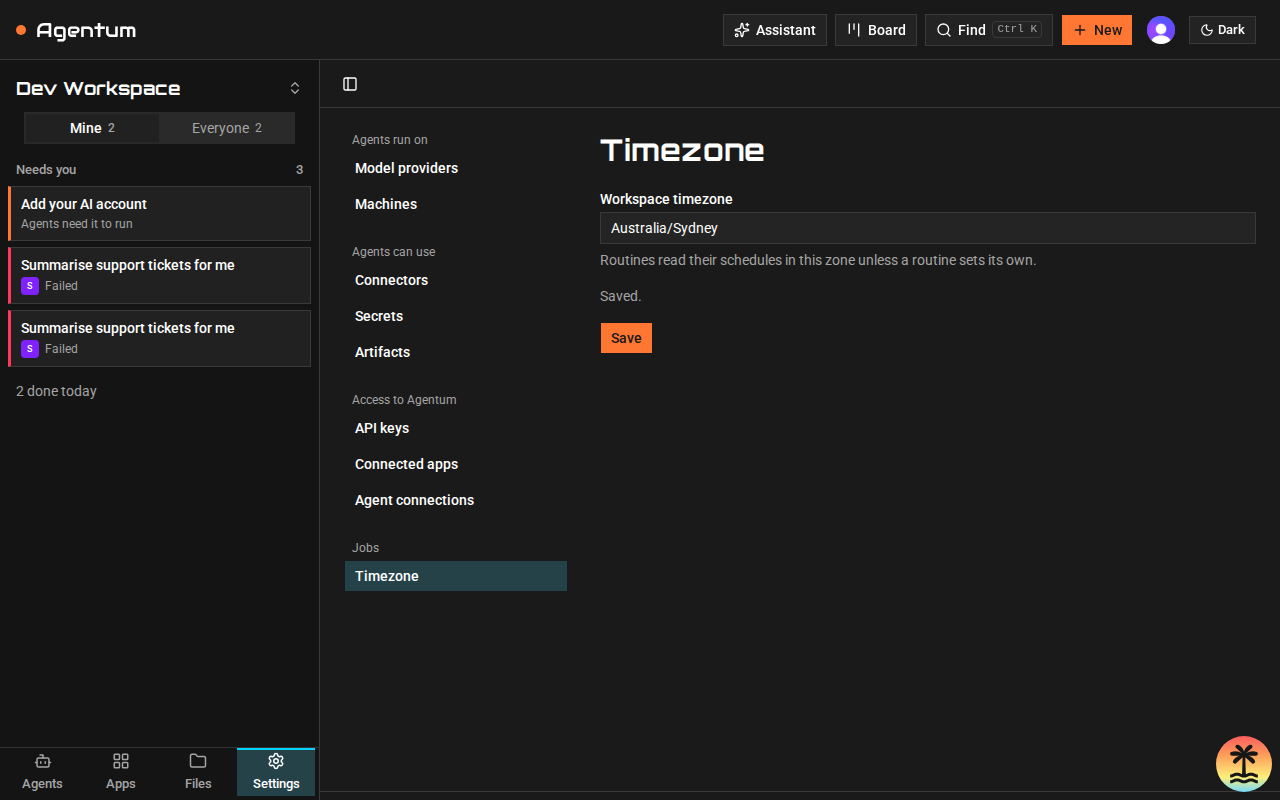 Agentum
Assistant
Board
Find Ctrl K
New
Dark
Dev Workspace
Mine 2
Everyone 2
Needs you 3
Add your AI account
Agents need it to run
Summarise support tickets for me
S Failed
Summarise support tickets for me
S Failed
2 done today
Agents
Apps
Files
Settings
Agents run on
Model providers
Machines
Agents can use
Connectors
Secrets
Artifacts
Access to Agentum
API keys
Connected apps
Agent connections
Jobs
Timezone
Timezone
Workspace timezone
Australia/Sydney
Routines read their schedules in this zone unless a routine sets its own.
Saved.
Save